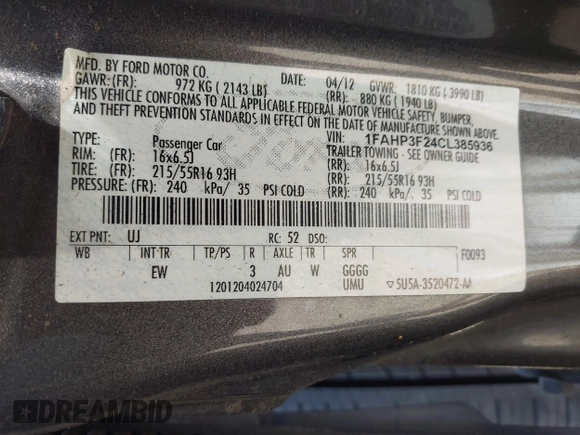 MFD. BY FORD MOTOR CO. DATE: 04/12 GVWR: 1810 KG ( 3990 LB)
GAWR: (FR): 972 KG ( 2143 LB) (RR): 880 KG ( 1940 LB)
THIS VEHICLE CONFORMS TO ALL APPLICABLE FEDERAL MOTOR VEHICLE SAFETY, BUMPER,
AND THEFT PREVENTION STANDARDS IN EFFECT ON THE DATE OF MANUFACTURE SHOWN ABOVE.
VIN: 1FAHP3F24CL385936
TYPE: Passenger Car TRAILER TOWING - SEE OWNER GUIDE
RIM: (FR): 16x6.5J (RR): 16x6.5J
TIRE: (FR): 215/55R16 93H (RR): 215/55R16 93H
PRESSURE: (FR): 240 kPa/ 35 PSI COLD (RR): 240 kPa/ 35 PSI COLD
EXT PNT: UJ RC: 52 DSO: F0093
WB INT TR TP/PS R AXLE TR SPR
EW 3 AU W GGGG
1201204024704 UMU ▽5U5A-3520472-AA
DREAMBID